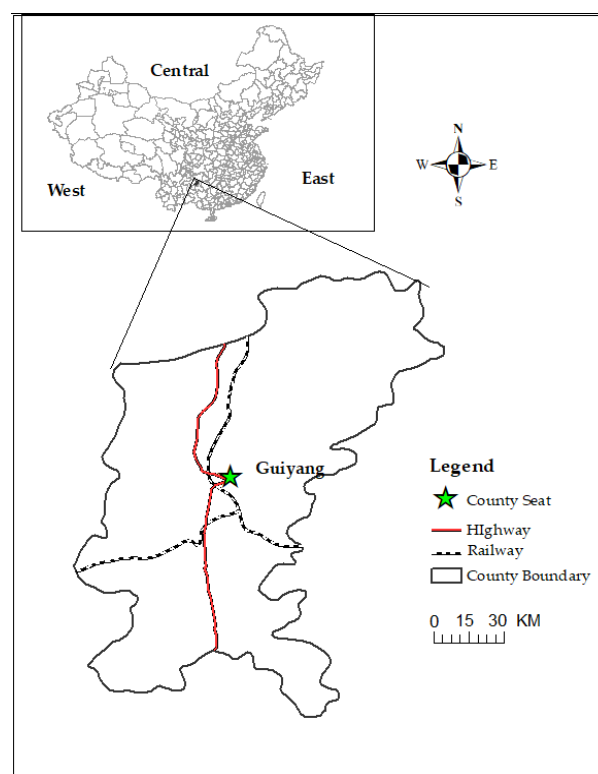 Central
West
East
N
W E
S
Guiyang
Legend
County Seat
HIghway
Railway
County Boundary
0 15 30 KM